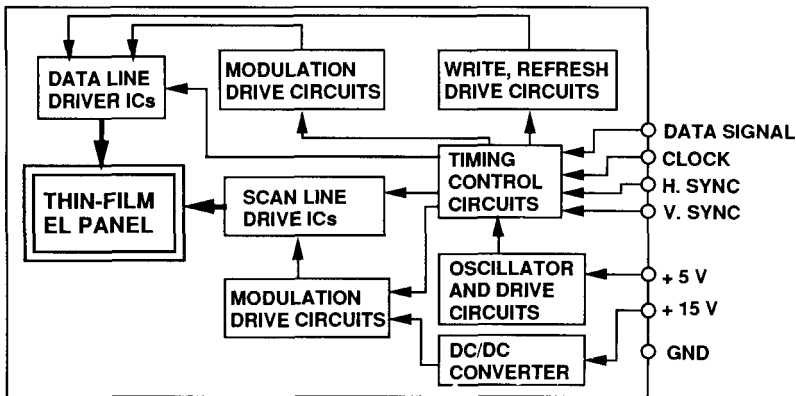 DATA LINE
DRIVER ICs
MODULATION
DRIVE CIRCUITS
WRITE, REFRESH
DRIVE CIRCUITS
THIN-FILM
EL PANEL
SCAN LINE
DRIVE ICs
TIMING
CONTROL
CIRCUITS
DATA SIGNAL
CLOCK
H. SYNC
V. SYNC
MODULATION
DRIVE CIRCUITS
OSCILLATOR
AND DRIVE
CIRCUITS
+ 5 V
+ 15 V
DC/DC
CONVERTER
GND